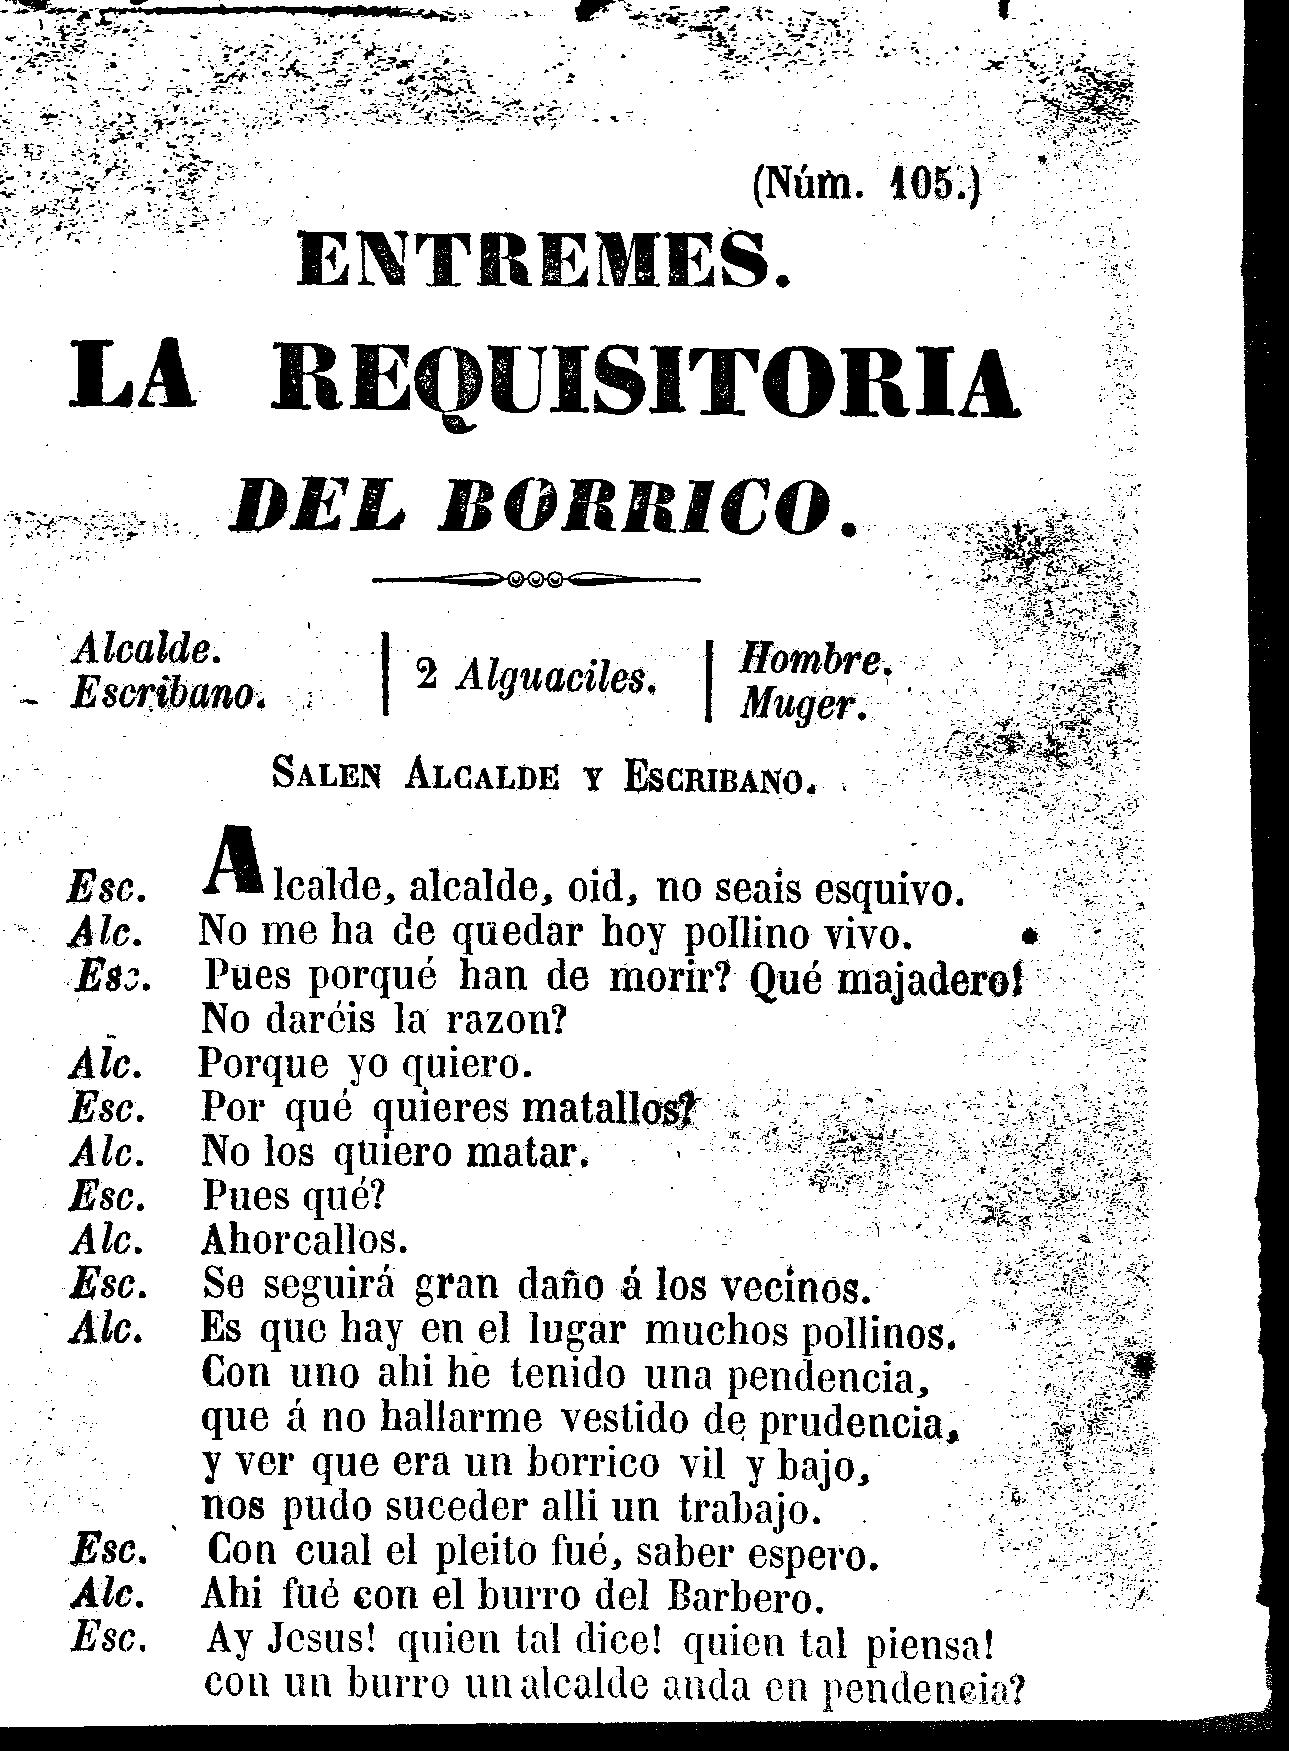 (Núm. 105.)
ENTREMES.
LA REQUISITORIA
DEL BORRICO.
Alcalde.
Escribano.
2 Alguaciles.
Hombre.
Muger.
SALEN ALCALDE Y ESCRIBANO.
Esc. Alcalde, alcalde, oid, no seais esquivo.
Alc. No me ha de quedar hoy pollino vivo.
Esc. Pues porqué han de morir? Qué majadero!
No daréis la razon?
Alc. Porque yo quiero.
Esc. Por qué quieres matallos?
Alc. No los quiero matar.
Esc. Pues qué?
Alc. Ahorcallos.
Esc. Se seguirá gran daño á los vecinos.
Alc. Es que hay en el lugar muchos pollinos.
Con uno ahi he tenido una pendencia,
que á no hallarme vestido de prudencia,
y ver que era un borrico vil y bajo,
nos pudo suceder alli un trabajo.
Esc. Con cual el pleito fué, saber espero.
Alc. Ahi fué con el burro del Barbero.
Esc. Ay Jesus! quien tal dice! quien tal piensa!
con un burro un alcalde anda en pendencia?